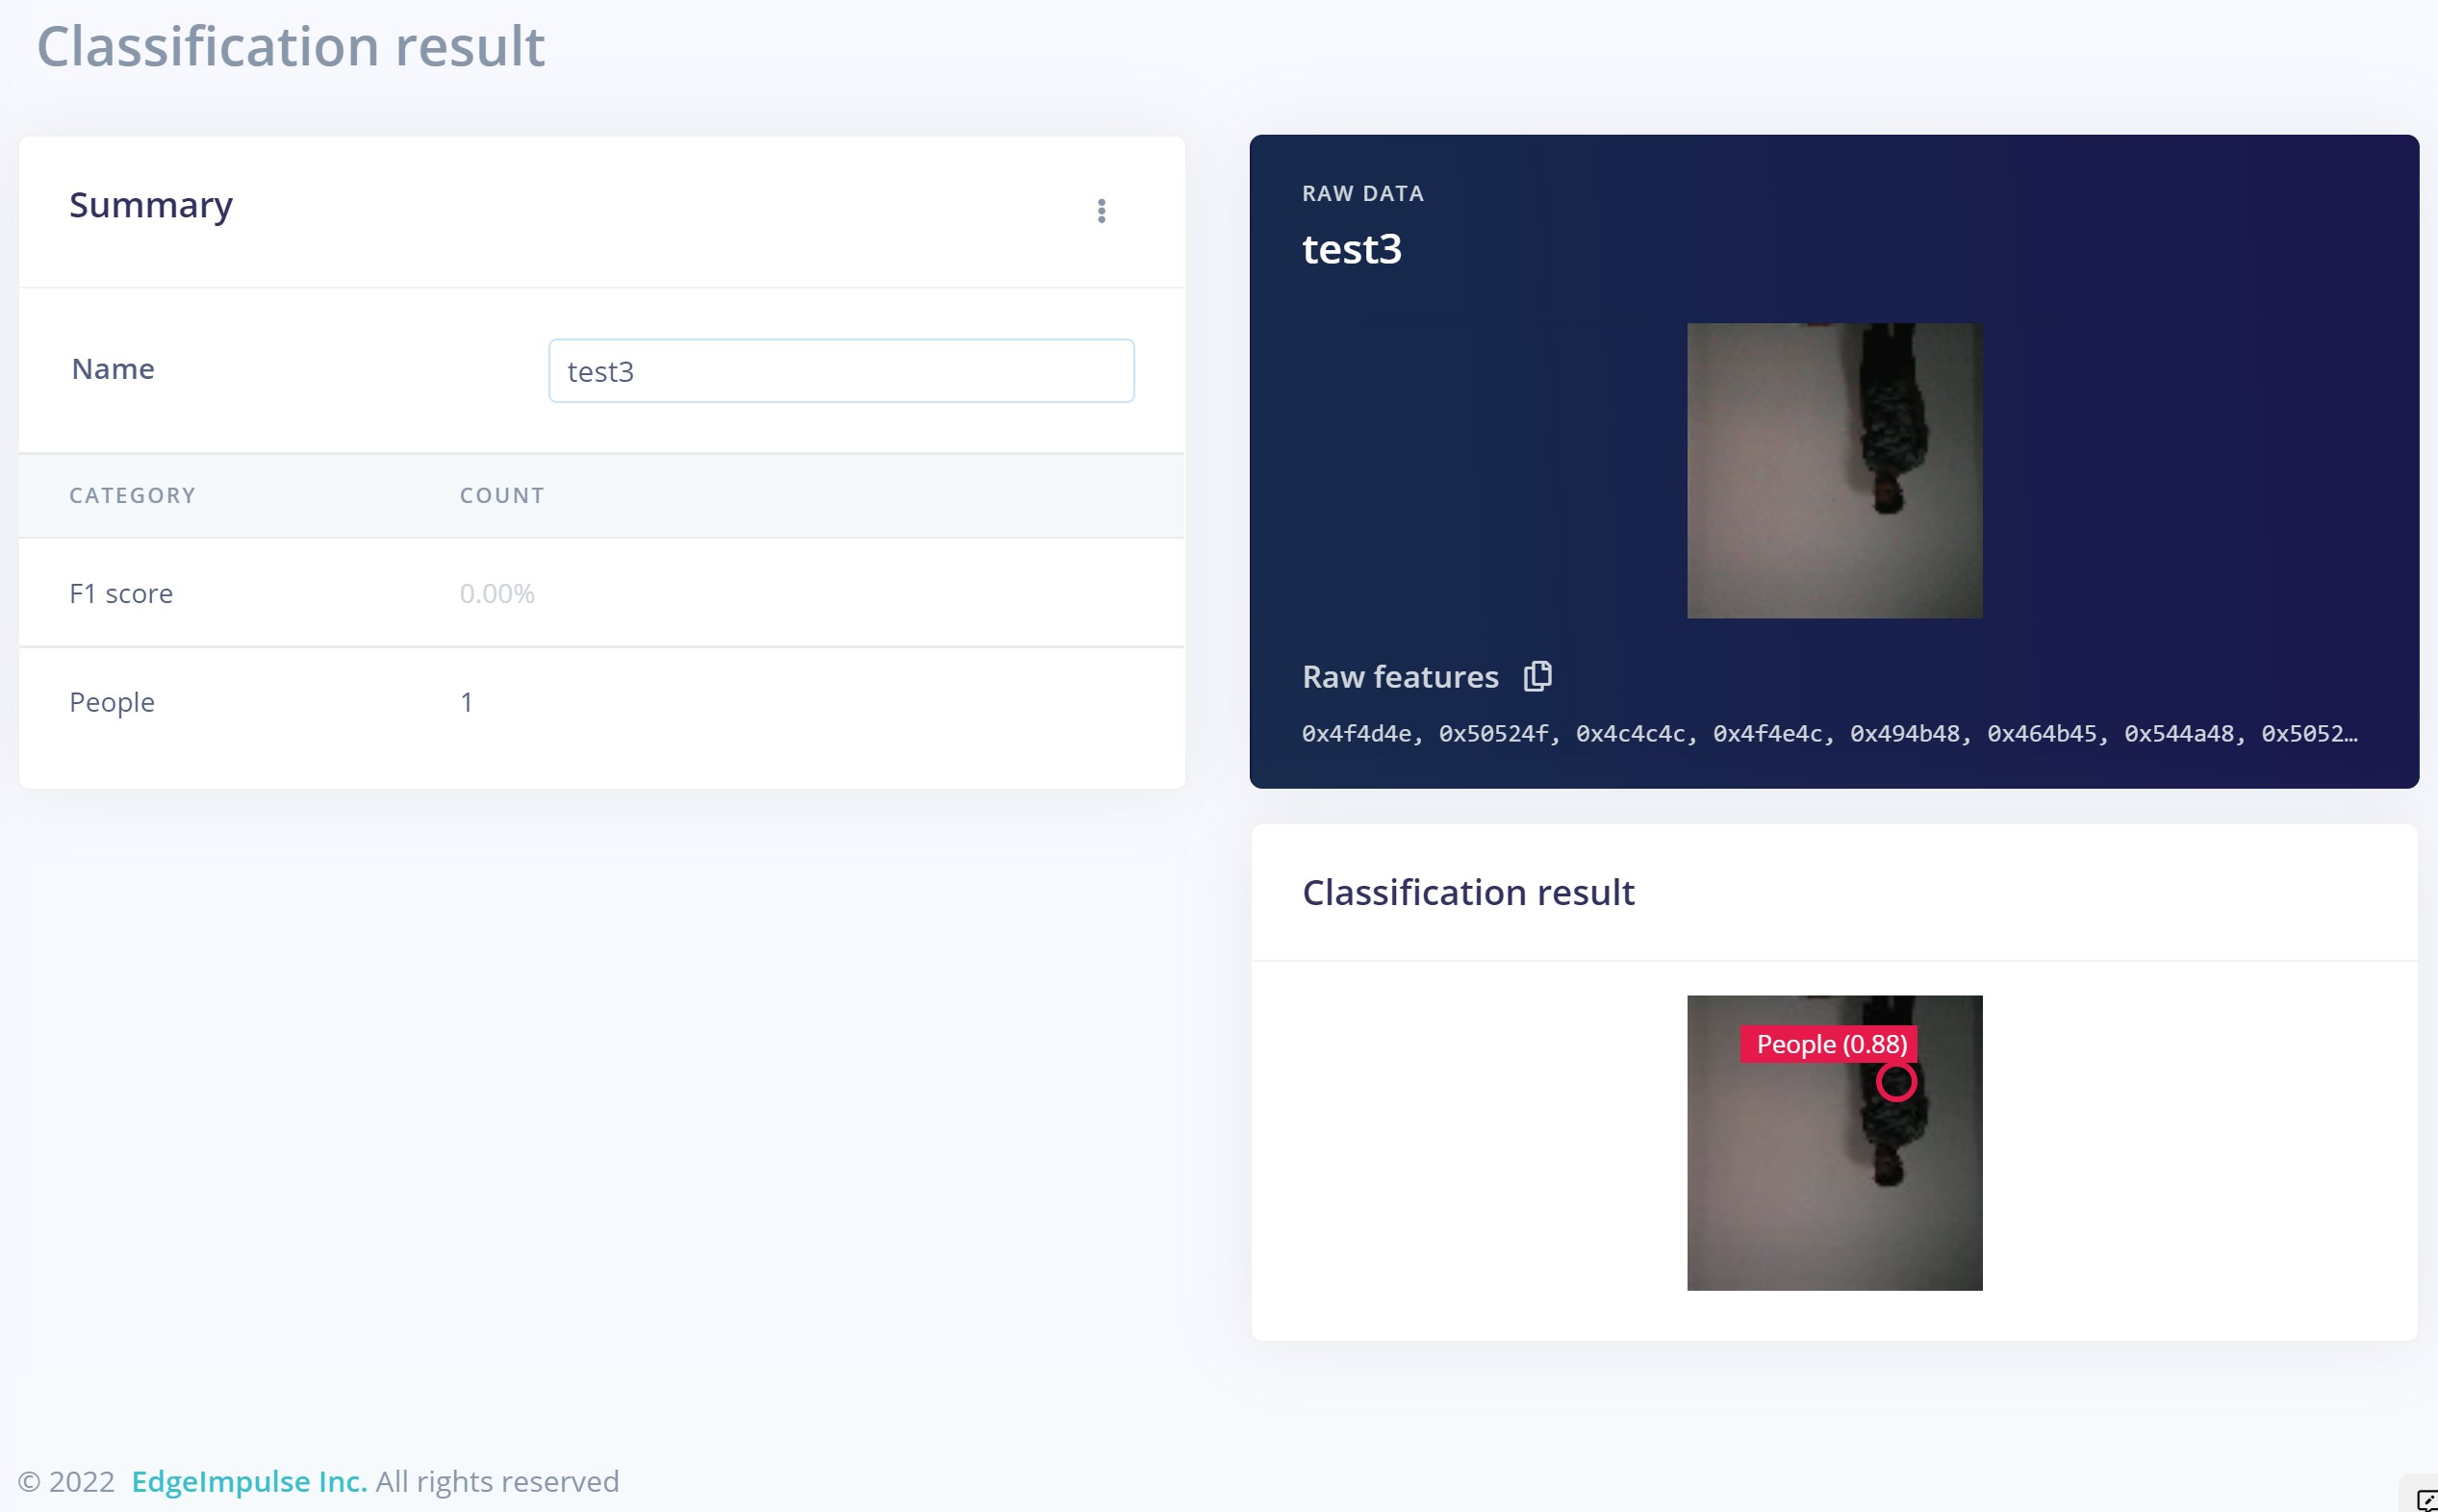 Classification result
Summary
Name
test3
CATEGORY COUNT
F1 score 0.00%
People 1
RAW DATA
test3
Raw features
0x4f4d4e, 0x50524f, 0x4c4c4c, 0x4f4e4c, 0x494b48, 0x464b45, 0x544a48, 0x5052…
Classification result
People (0.88)
© 2022 EdgeImpulse Inc. All rights reserved